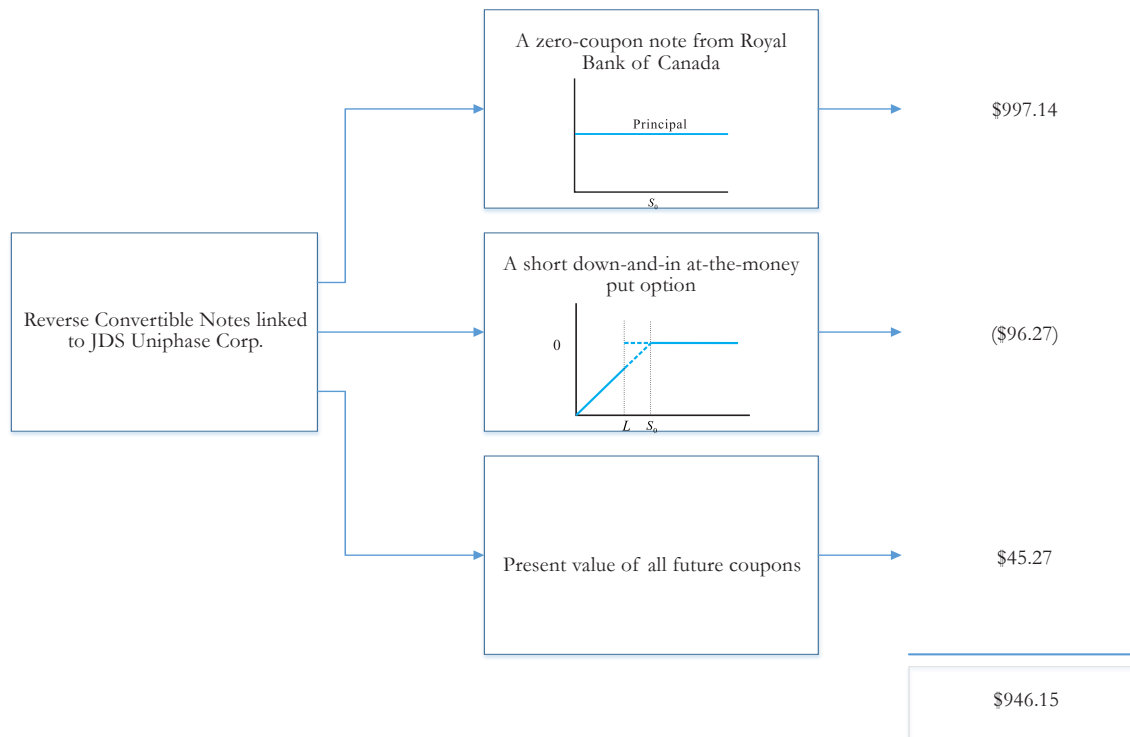 A zero-coupon note from Royal
Bank of Canada
Principal
S₀
$997.14
Reverse Convertible Notes linked
to JDS Uniphase Corp.
A short down-and-in at-the-money
put option
0
L S₀
($96.27)
Present value of all future coupons
$45.27
$946.15